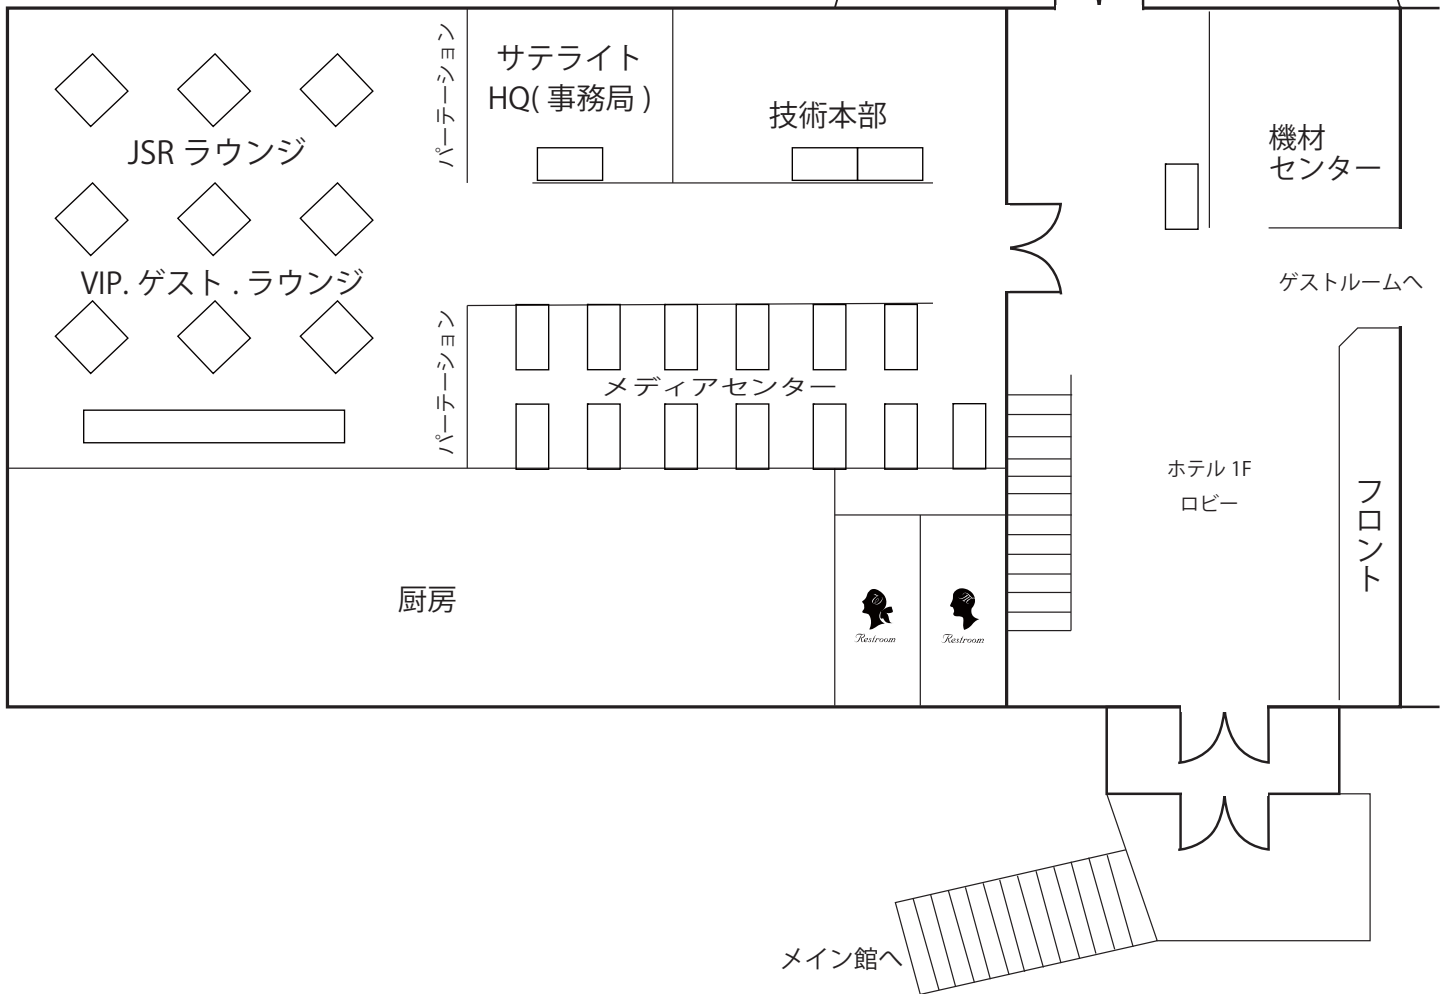 パーテーション
サテライト
HQ( 事務局 )
技術本部
機材
センター
JSR ラウンジ
VIP. ゲスト . ラウンジ
ゲストルームへ
パーテーション
メディアセンター
ホテル 1F
ロビー
フロント
厨房
W
Restroom
M
Restroom
メイン館へ